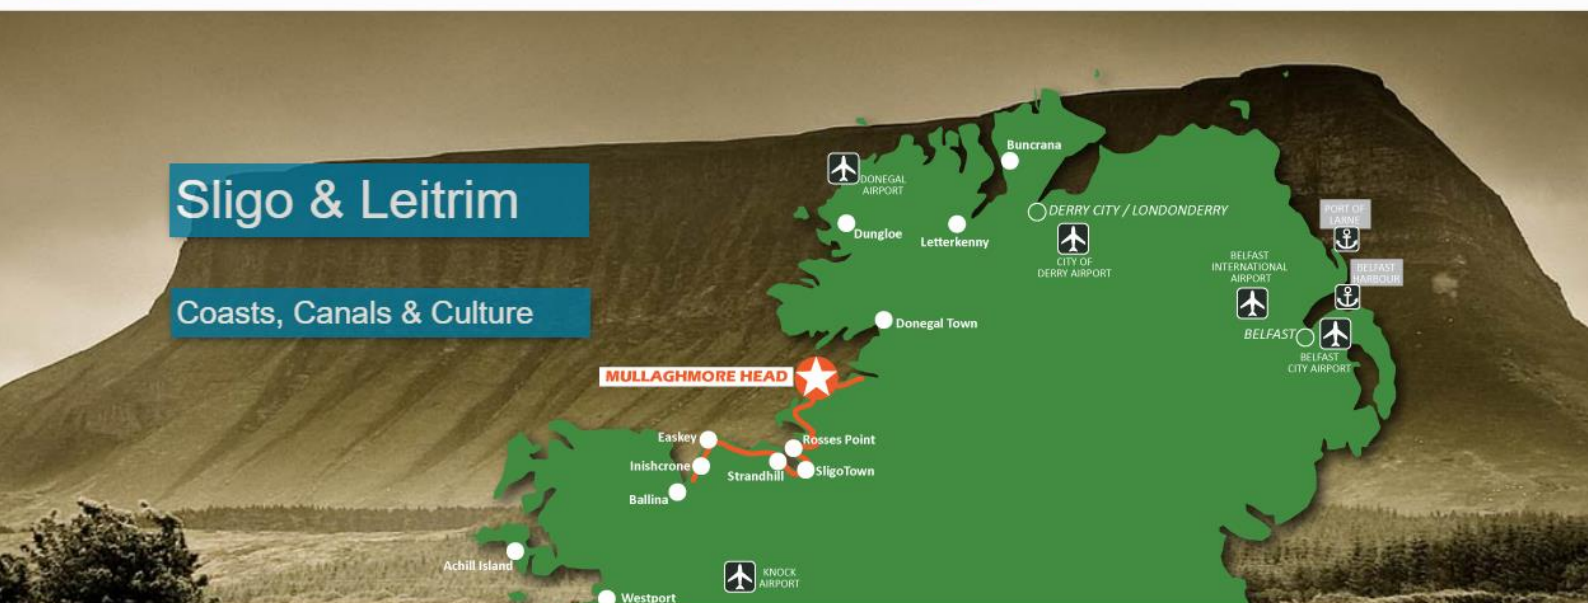 Sligo & Leitrim
Coasts, Canals & Culture
Buncrana
DONEGAL
AIRPORT
DERRY CITY / LONDONDERRY
PORT OF
LARNE
Dungloe
Letterkenny
CITY OF
DERRY AIRPORT
BELFAST
INTERNATIONAL
AIRPORT
BELFAST
HARBOUR
Donegal Town
BELFAST
BELFAST
CITY AIRPORT
MULLAGHMORE HEAD
Easkey
Rosses Point
Inishcrone
Strandhill
SligoTown
Ballina
Achill Island
KNOCK
AIRPORT
Westport